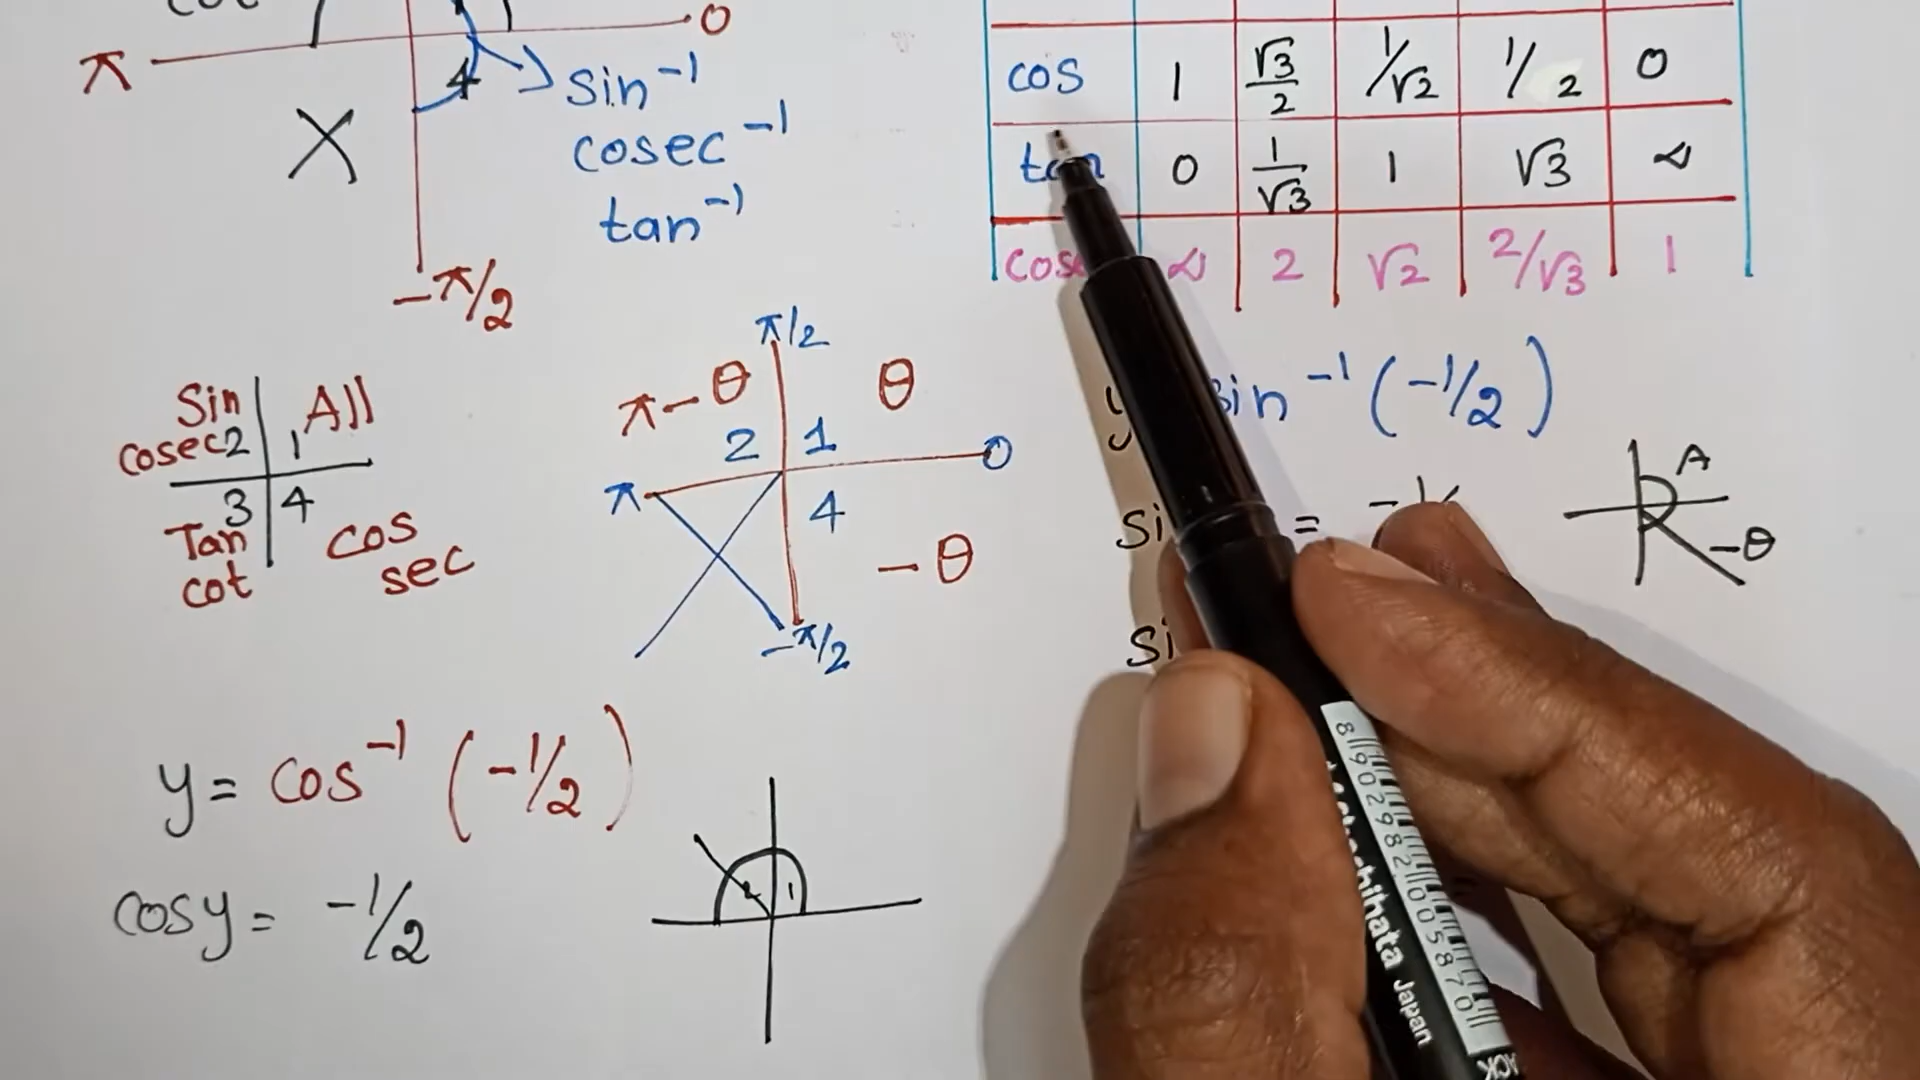 π
0
sin⁻¹
cosec⁻¹
tan⁻¹
4
-π/2
cos 1 √3/2 1/√2 1/2 0
0 1/√3 1 √3 ∞
∞ 2 √2 2/√3 1
Sin All
cosec 2 1
3 4
Tan cos
cot sec
π/2
π-θ θ
2 1
π 0
4
-θ
-π/2
sin⁻¹(-1/2)
=
A
-θ
y = cos⁻¹(-1/2)
cosy = -1/2
2 1
8902982005870
Japan